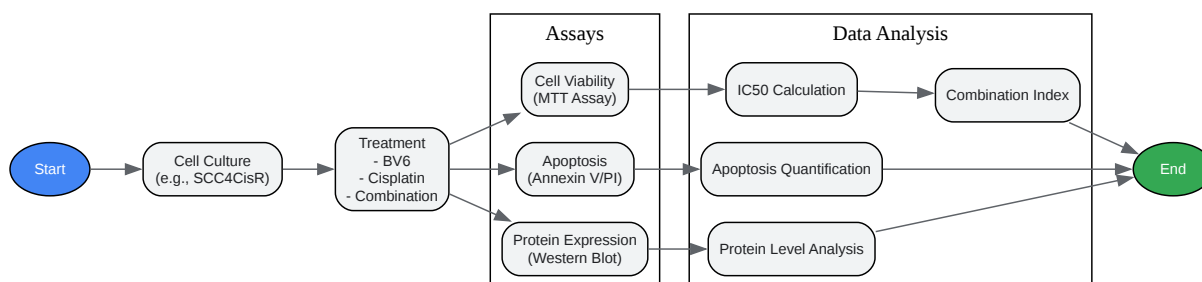 Assays
Data Analysis
Start
Cell Culture
(e.g., SCC4CisR)
Treatment
- BV6
- Cisplatin
- Combination
Cell Viability
(MTT Assay)
IC50 Calculation
Combination Index
Apoptosis
(Annexin V/PI)
Apoptosis Quantification
Protein Expression
(Western Blot)
Protein Level Analysis
End